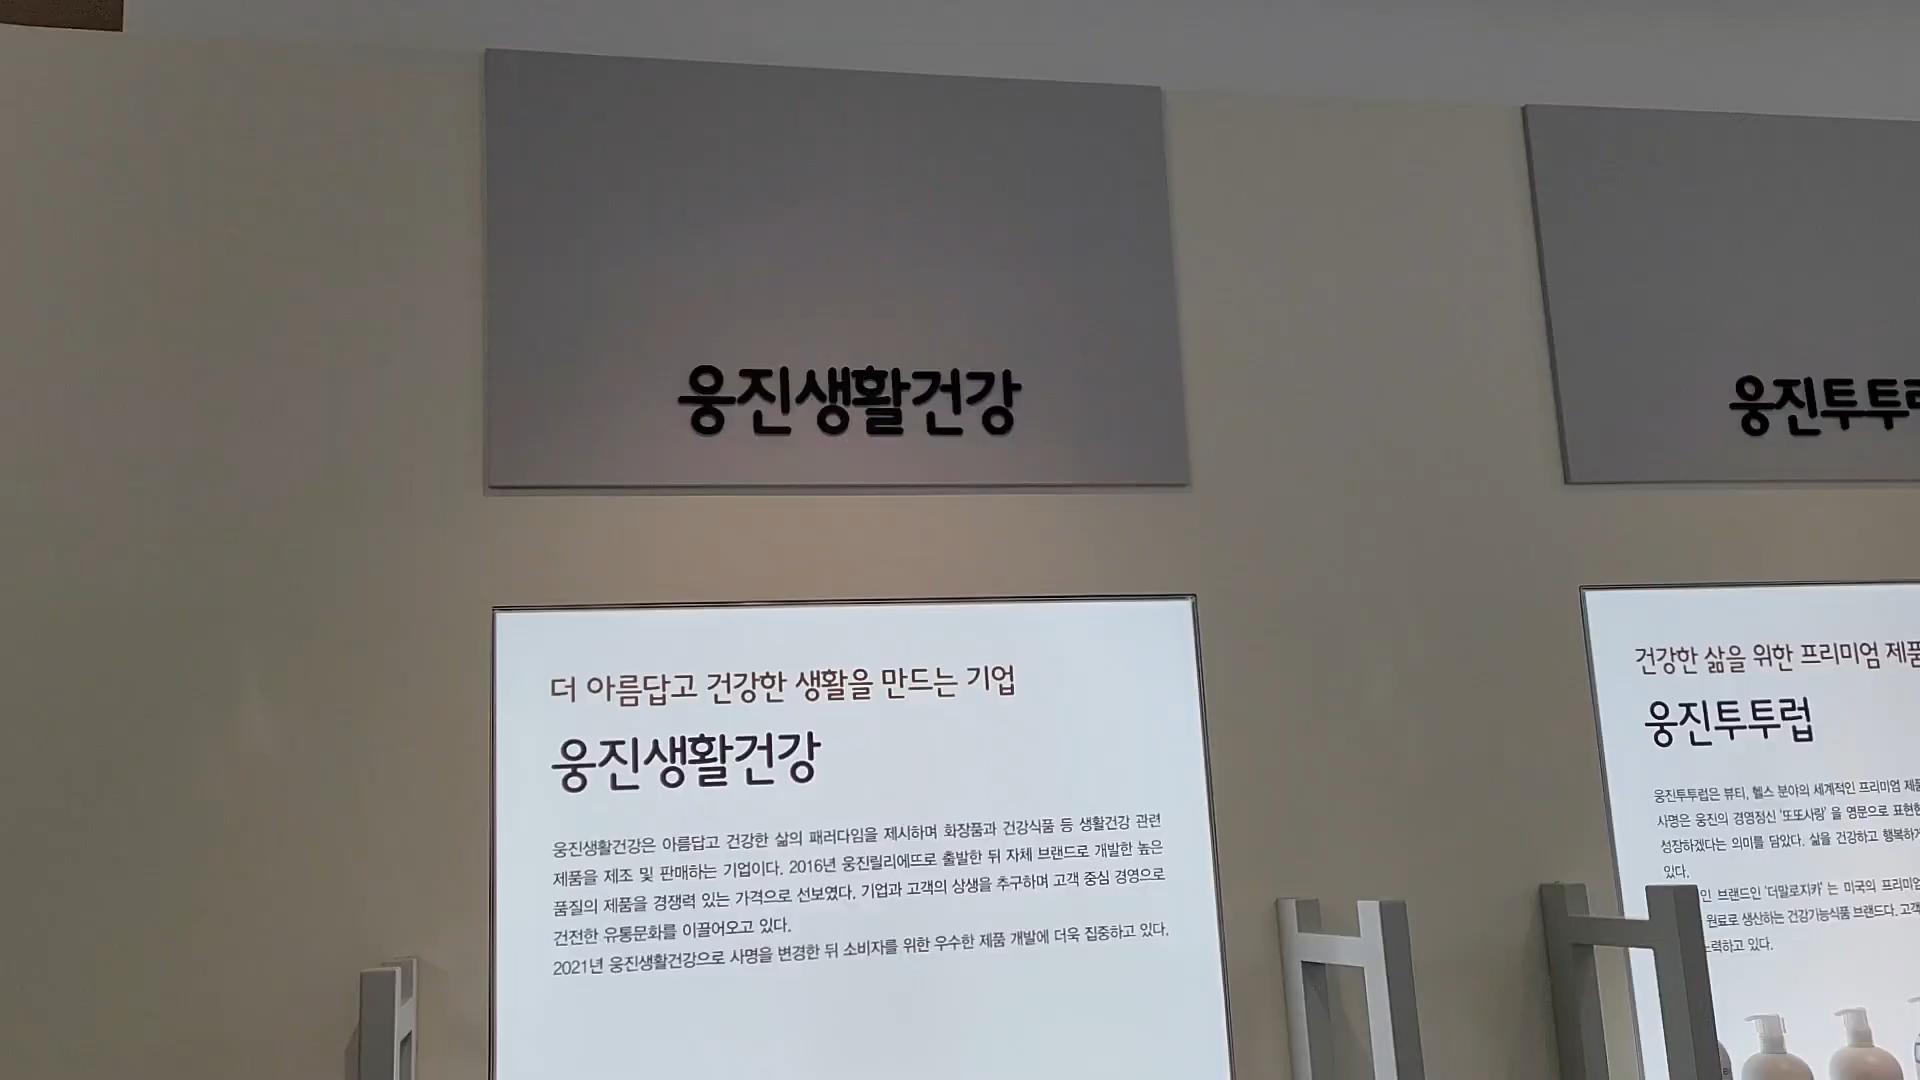 웅진생활건강
웅진투투
더 아름답고 건강한 생활을 만드는 기업
웅진생활건강
웅진생활건강은 아름답고 건강한 삶의 패러다임을 제시하며 화장품과 건강식품 등 생활건강 관련
제품을 제조 및 판매하는 기업이다. 2016년 웅진릴리에뜨로 출발한 뒤 자체 브랜드로 개발한 높은
품질의 제품을 경쟁력 있는 가격으로 선보였다. 기업과 고객의 상생을 추구하며 고객 중심 경영으로
건전한 유통문화를 이끌어오고 있다.
2021년 웅진생활건강으로 사명을 변경한 뒤 소비자를 위한 우수한 제품 개발에 더욱 집중하고 있다.
건강한 삶을 위한 프리미엄 제품
웅진투투럽
웅진투투럽은 뷰티, 헬스 분야의 세계적인 프리미엄 제품
사명은 웅진의 경영정신 '또또사랑' 을 영문으로 표현한
성장하겠다는 의미를 담았다. 삶을 건강하고 행복하게
있다.
인 브랜드인 '더말로지카' 는 미국의 프리미엄
원료로 생산하는 건강기능식품 브랜드다. 고객
노력하고 있다.